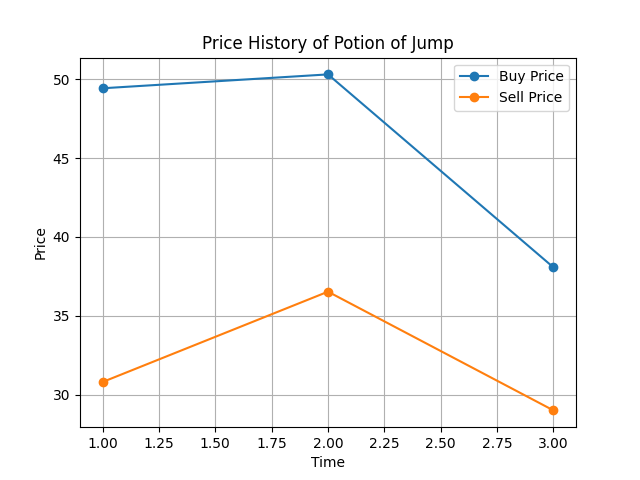 Price History of Potion of Jump
Buy Price
Sell Price
50
45
40
35
30
Price
1.00 1.25 1.50 1.75 2.00 2.25 2.50 2.75 3.00
Time